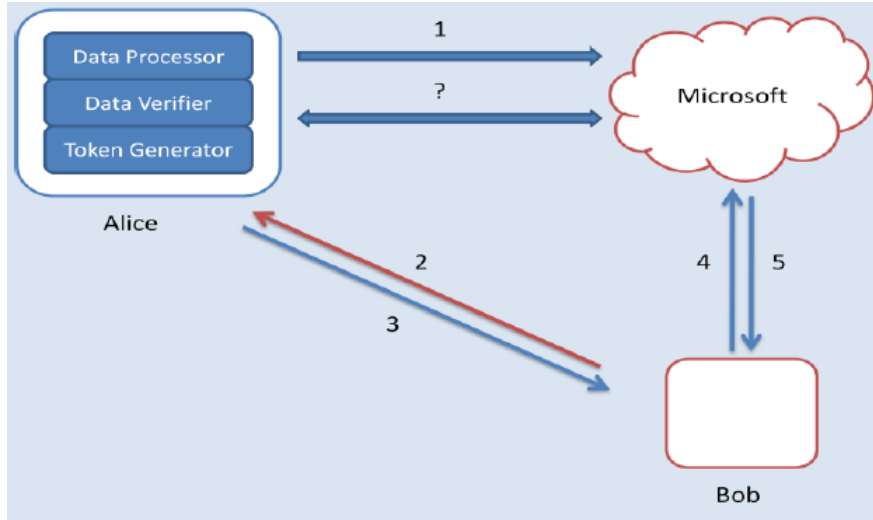 1
Data Processor
Data Verifier
Token Generator
?
Microsoft
Alice
2
3
4
5
Bob